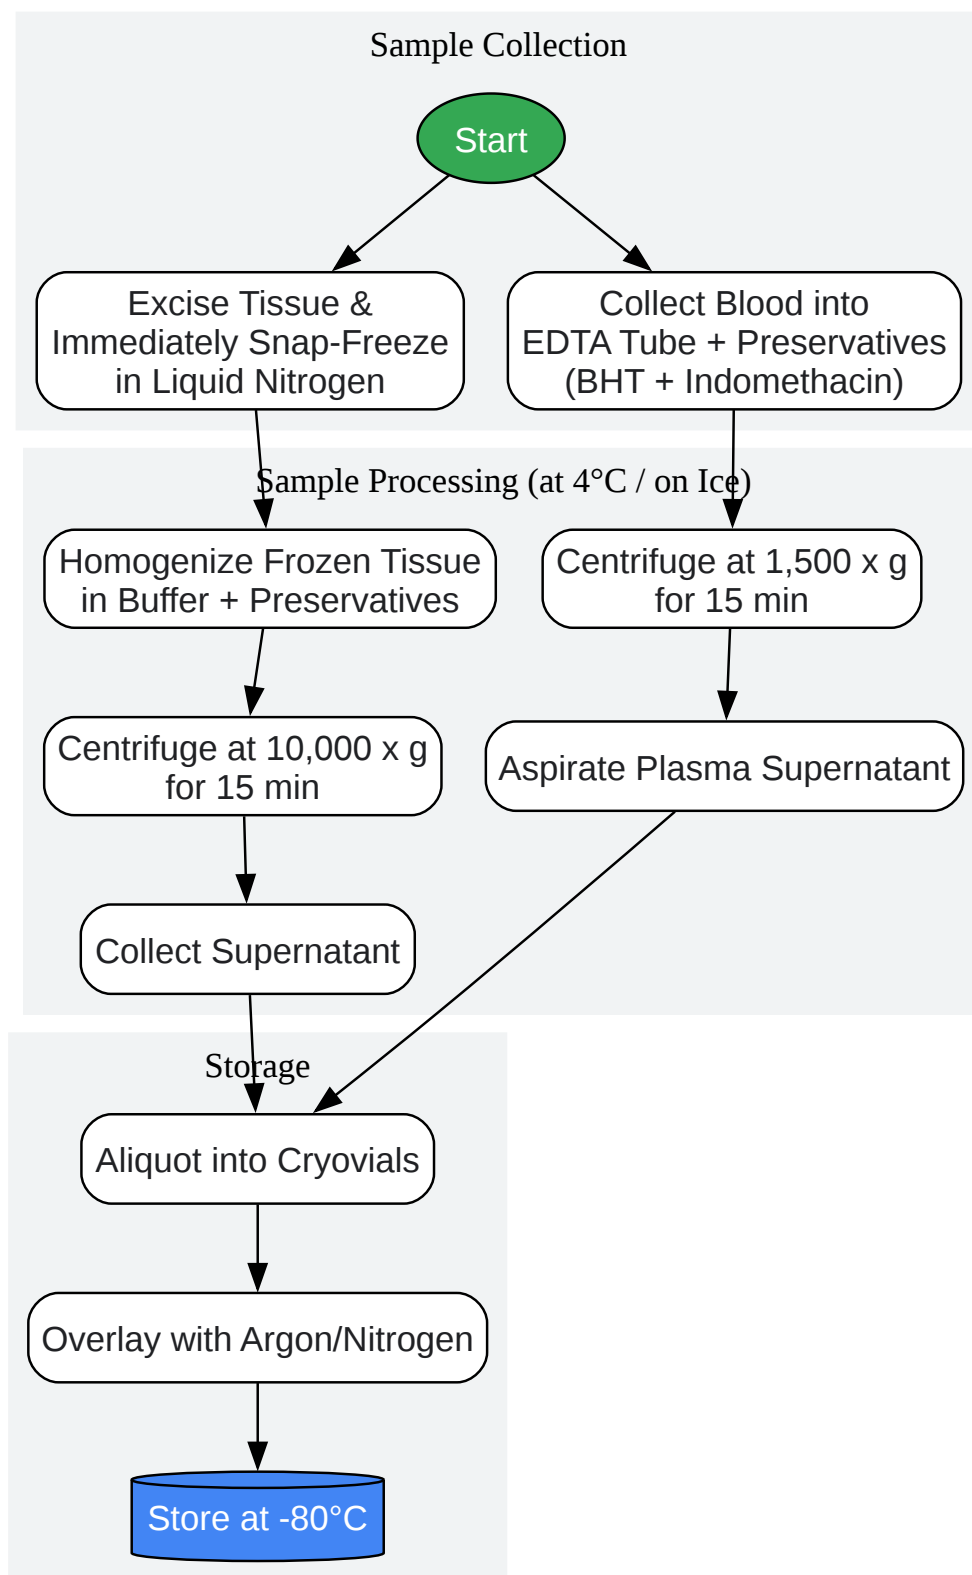 Sample Collection
Start
Excise Tissue &
Immediately Snap-Freeze
in Liquid Nitrogen
Collect Blood into
EDTA Tube + Preservatives
(BHT + Indomethacin)
Sample Processing (at 4°C / on Ice)
Homogenize Frozen Tissue
in Buffer + Preservatives
Centrifuge at 1,500 x g
for 15 min
Centrifuge at 10,000 x g
for 15 min
Aspirate Plasma Supernatant
Collect Supernatant
Storage
Aliquot into Cryovials
Overlay with Argon/Nitrogen
Store at -80°C